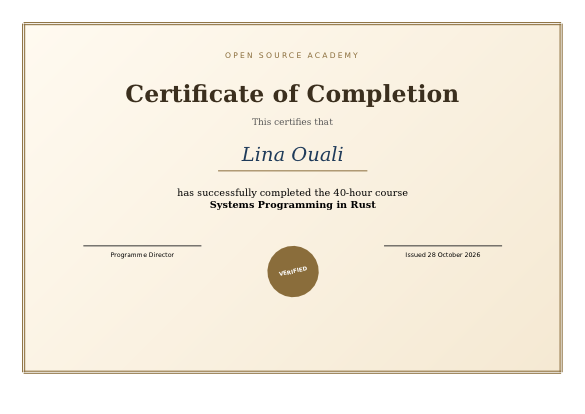 OPEN SOURCE ACADEMY
Certificate of Completion
This certifies that
Lina Ouali
has successfully completed the 40-hour course
Systems Programming in Rust
Programme Director
VERIFIED
Issued 28 October 2026